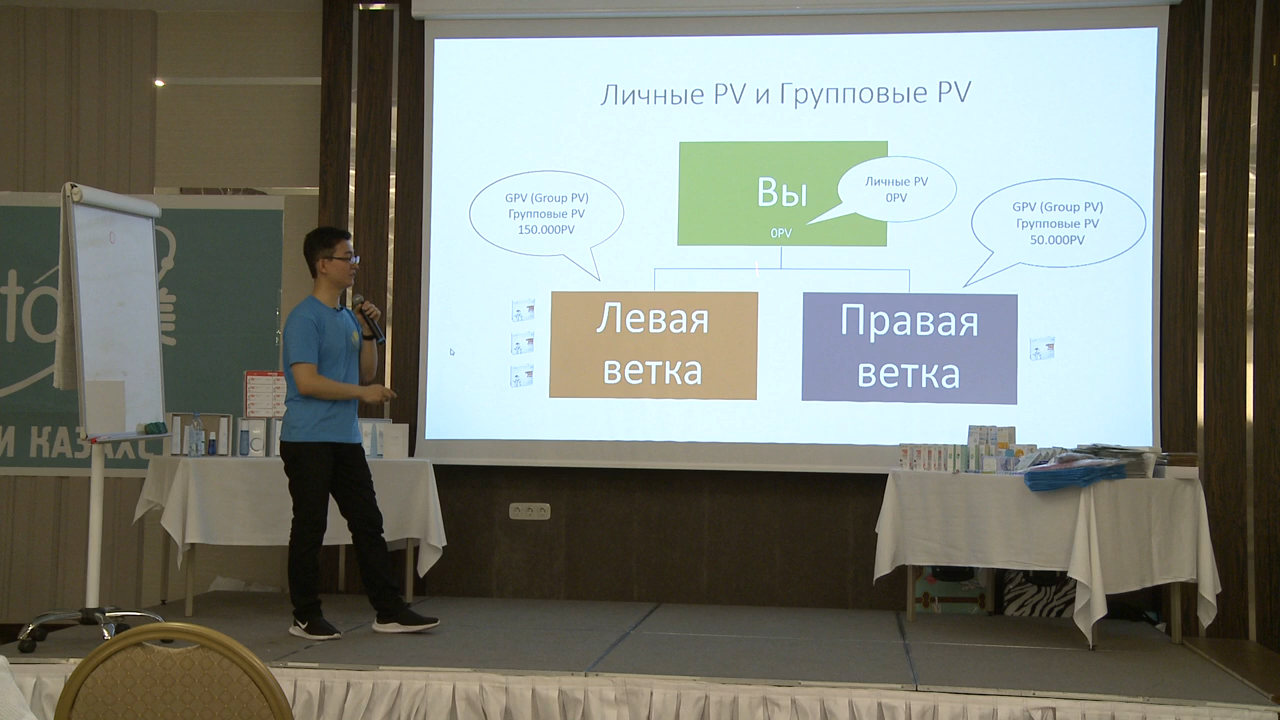 Личные PV и Групповые PV
GPV (Group PV)
Групповые PV
150.000PV
Вы
0PV
Личные PV
0PV
GPV (Group PV)
Групповые PV
50.000PV
Левая
ветка
Правая
ветка
И КАЗАХС